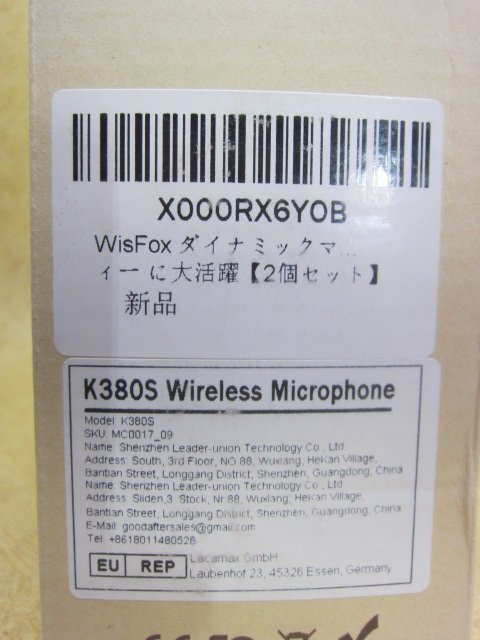 X000RX6YOB
WisFox ダイナミックマ...
ィー に大活躍【2個セット】
新品
K380S Wireless Microphone
Model: K380S
SKU: MC0017_09
Name: Shenzhen Leader-union Technology Co., Ltd.
Address: South, 3rd Floor, NO.88, Wuxiang, HeKan Village,
Bantian Street, Longgang District, Shenzhen, Guangdong, China
Name: Shenzhen Leader-union Technology Co., Ltd.
Address: Sliden,3. Stock, Nr.88, Wuxiang, HeKan Village,
Bantian Street, Longgang District, Shenzhen, Guangdong, China
E-Mail: goodaftersales@gmail.com
Tel: +8618011480528
EU REP
Lacamax GmbH
Laubenhof 23, 45326 Essen, Germany